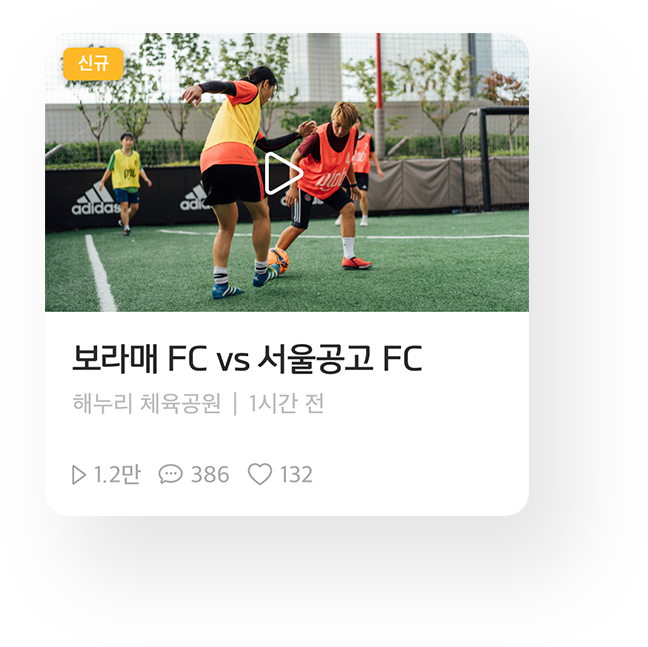 신규
adidas
adidas
plab
보라매 FC vs 서울공고 FC
해누리 체육공원 | 1시간 전
1.2만 386 132